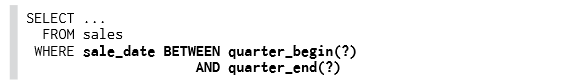 SELECT ...
FROM sales
WHERE sale_date BETWEEN quarter_begin(?)
AND quarter_end(?)